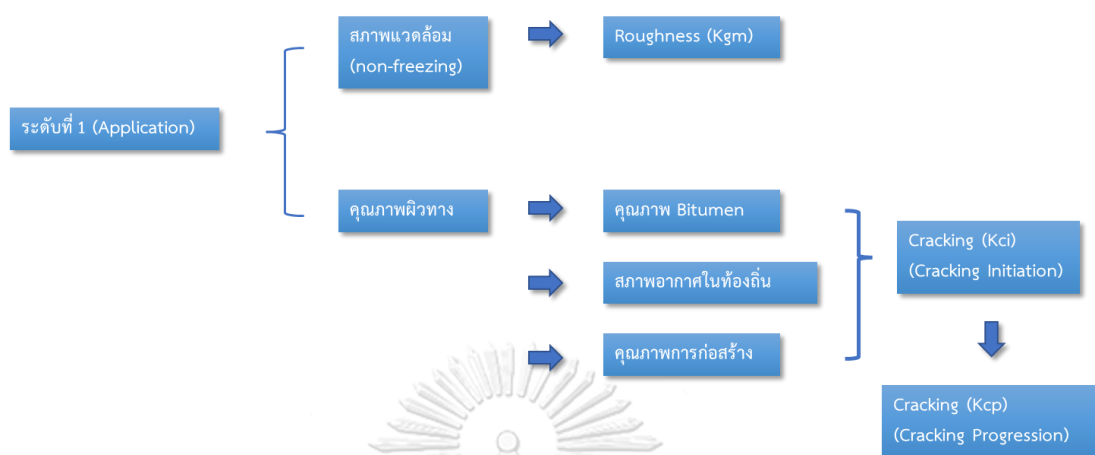 สภาพแวดล้อม
(non-freezing)
Roughness (Kgm)
ระดับที่ 1 (Application)
คุณภาพผิวทาง
คุณภาพ Bitumen
Cracking (Kci)
(Cracking Initiation)
สภาพอากาศในท้องถิ่น
คุณภาพการก่อสร้าง
Cracking (Kcp)
(Cracking Progression)